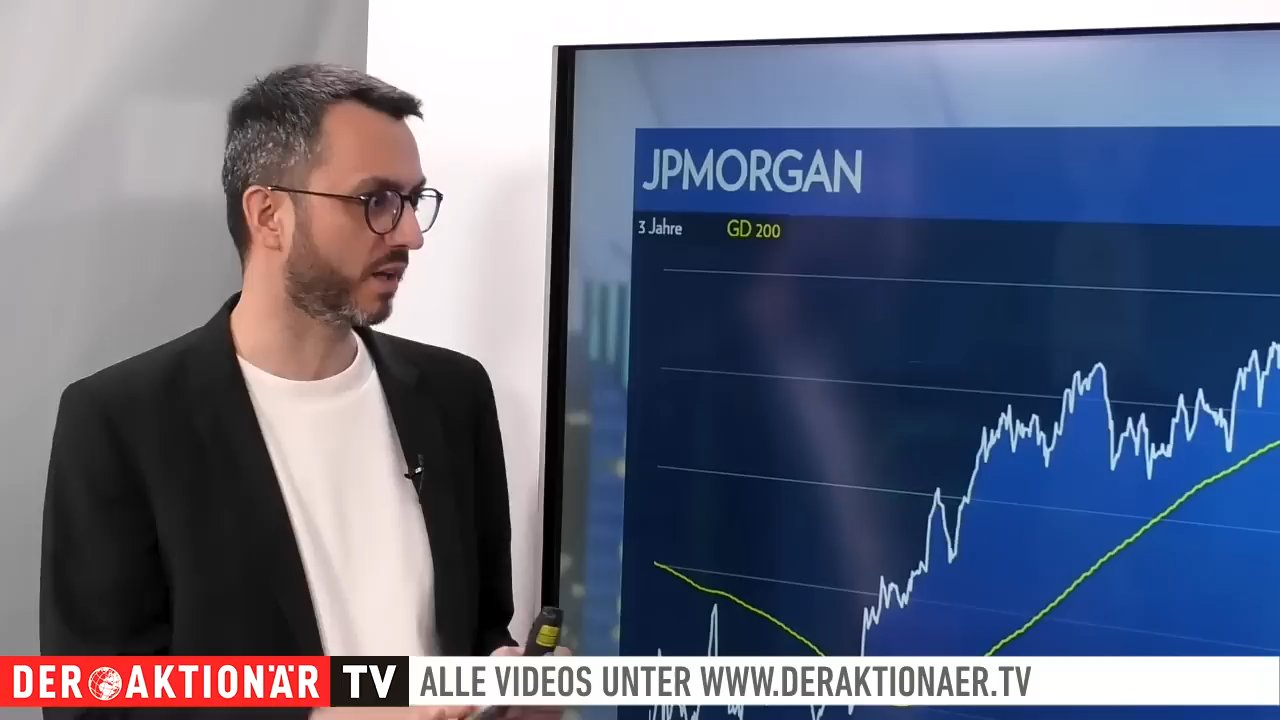 JPMORGAN
3 Jahre GD 200
DER AKTIONÄR TV ALLE VIDEOS UNTER WWW.DERAKTIONAER.TV